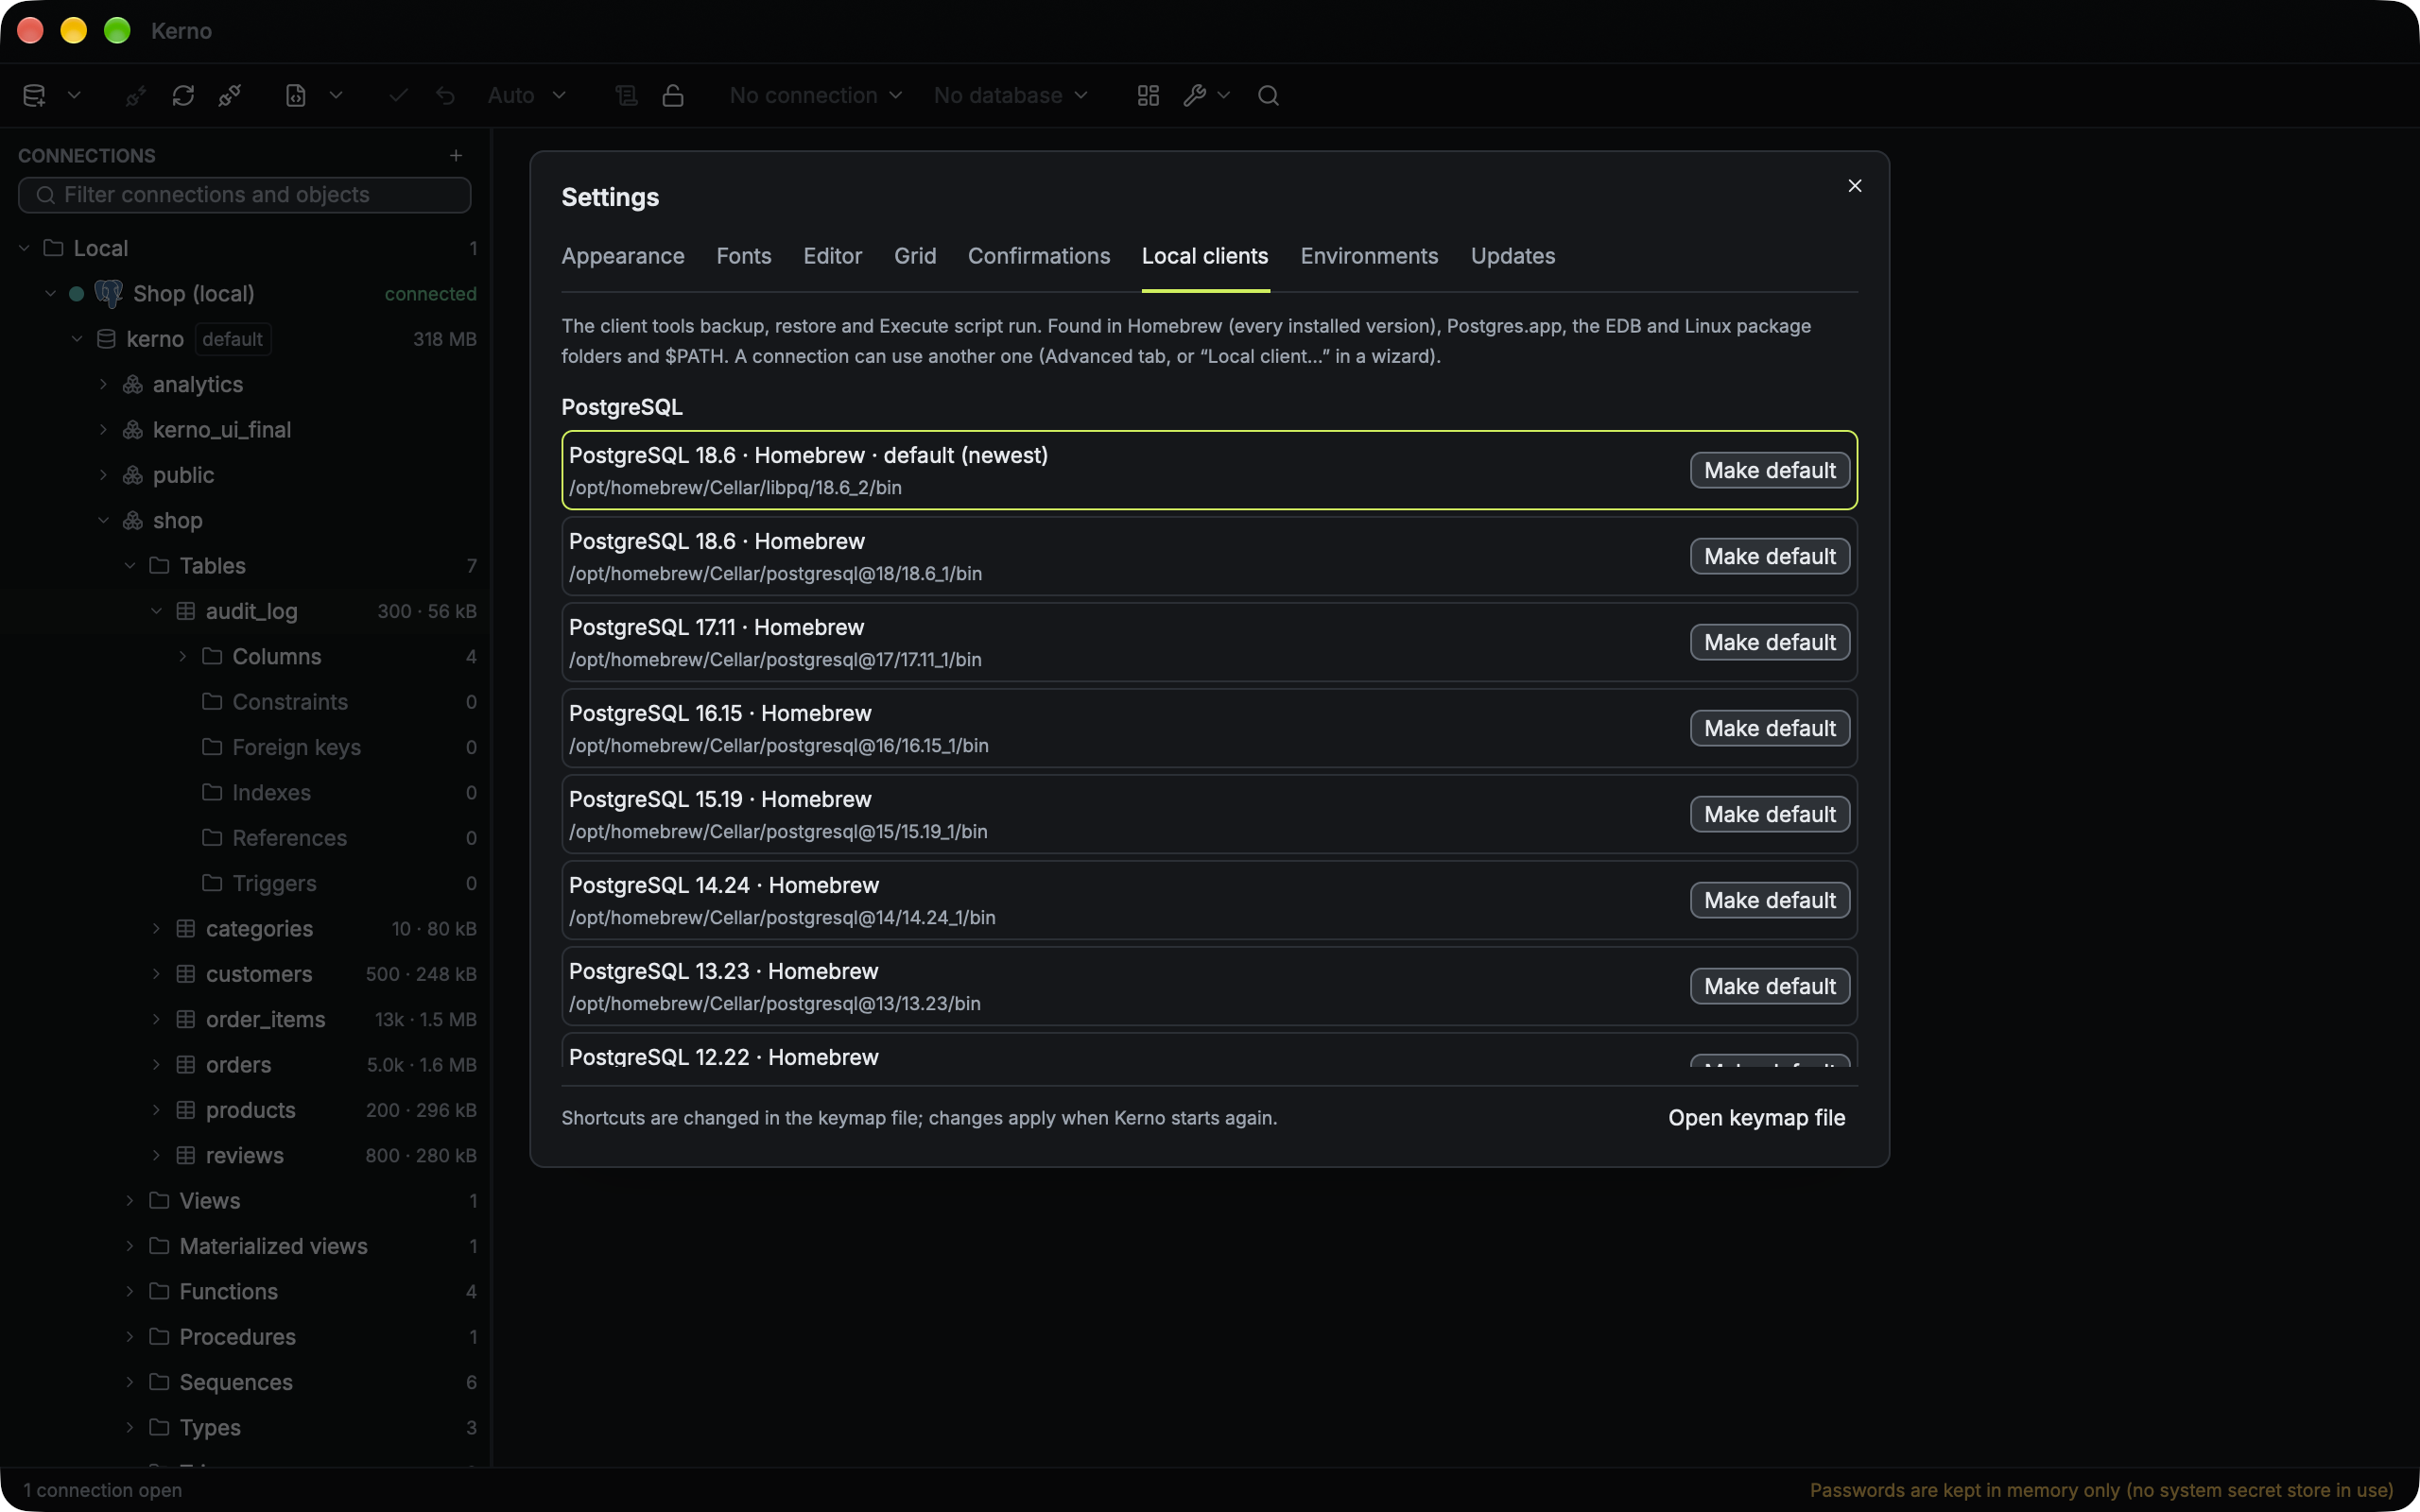 Kerno
Auto
No connection
No database
CONNECTIONS
Filter connections and objects
Local 1
Shop (local) connected
kerno default 318 MB
analytics
kerno_ui_final
public
shop
Tables 7
audit_log 300 · 56 kB
Columns 4
Constraints 0
Foreign keys 0
Indexes 0
References 0
Triggers 0
categories 10 · 80 kB
customers 500 · 248 kB
order_items 13k · 1.5 MB
orders 5.0k · 1.6 MB
products 200 · 296 kB
reviews 800 · 280 kB
Views 1
Materialized views 1
Functions 4
Procedures 1
Sequences 6
Types 3
Settings
Appearance Fonts Editor Grid Confirmations Local clients Environments Updates
The client tools backup, restore and Execute script run. Found in Homebrew (every installed version), Postgres.app, the EDB and Linux package
folders and $PATH. A connection can use another one (Advanced tab, or “Local client…” in a wizard).
PostgreSQL
PostgreSQL 18.6 · Homebrew · default (newest)
/opt/homebrew/Cellar/libpq/18.6_2/bin
Make default
PostgreSQL 18.6 · Homebrew
/opt/homebrew/Cellar/postgresql@18/18.6_1/bin
Make default
PostgreSQL 17.11 · Homebrew
/opt/homebrew/Cellar/postgresql@17/17.11_1/bin
Make default
PostgreSQL 16.15 · Homebrew
/opt/homebrew/Cellar/postgresql@16/16.15_1/bin
Make default
PostgreSQL 15.19 · Homebrew
/opt/homebrew/Cellar/postgresql@15/15.19_1/bin
Make default
PostgreSQL 14.24 · Homebrew
/opt/homebrew/Cellar/postgresql@14/14.24_1/bin
Make default
PostgreSQL 13.23 · Homebrew
/opt/homebrew/Cellar/postgresql@13/13.23/bin
Make default
PostgreSQL 12.22 · Homebrew
Shortcuts are changed in the keymap file; changes apply when Kerno starts again.
Open keymap file
1 connection open
Passwords are kept in memory only (no system secret store in use)